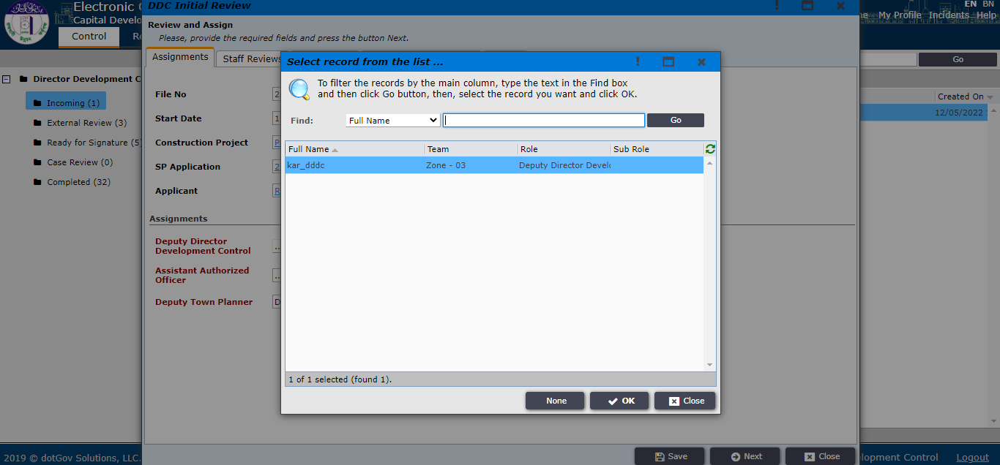 Electronic
Capital Develo
Control
DDC Initial Review
EN BN
My Profile Incidents Help
Review and Assign
Please, provide the required fields and press the button Next.
Assignments
Staff Reviews
Go
Director Development C
Incoming (1)
External Review (3)
Ready for Signature (5)
Case Review (0)
Completed (32)
Created On
12/05/2022
File No
2
Start Date
1
Construction Project
SP Application
2
Applicant
R
Assignments
Deputy Director
Development Control
..
Assistant Authorized
Officer
..
Deputy Town Planner
D
Select record from the list ...
To filter the records by the main column, type the text in the Find box
and then click Go button, then, select the record you want and click OK.
Find:
Full Name
Go
Full Name
Team
Role
Sub Role
kar_dddc
Zone - 03
Deputy Director Develo
1 of 1 selected (found 1).
None
OK
Close
Save
Next
Close
2019 © dotGov Solutions, LLC.
lopment Control
Logout